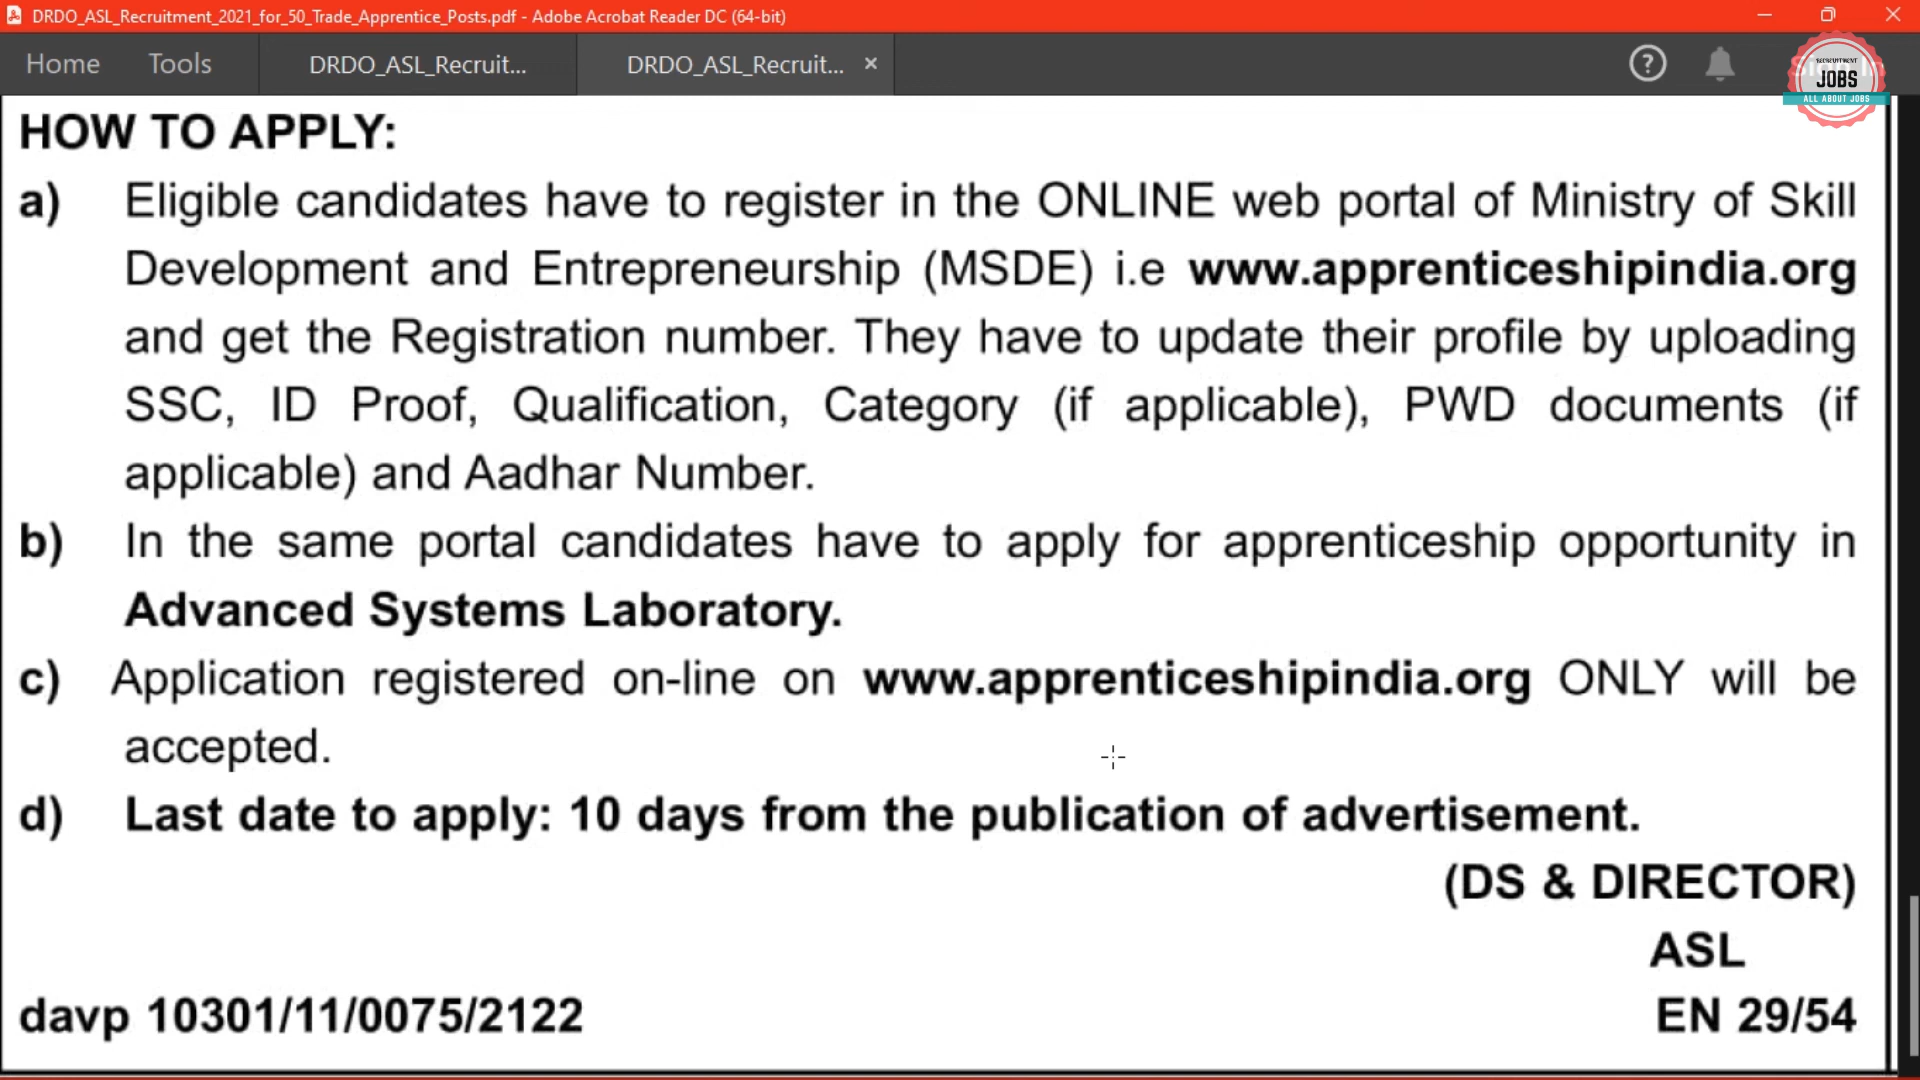 DRDO_ASL_Recruitment_2021_for_50_Trade_Apprentice_Posts.pdf - Adobe Acrobat Reader DC (64-bit)
Home Tools DRDO_ASL_Recruit... DRDO_ASL_Recruit... ×
RECRUITMENT
JOBS
ALL ABOUT JOBS
HOW TO APPLY:
a) Eligible candidates have to register in the ONLINE web portal of Ministry of Skill
Development and Entrepreneurship (MSDE) i.e www.apprenticeshipindia.org
and get the Registration number. They have to update their profile by uploading
SSC, ID Proof, Qualification, Category (if applicable), PWD documents (if
applicable) and Aadhar Number.
b) In the same portal candidates have to apply for apprenticeship opportunity in
Advanced Systems Laboratory.
c) Application registered on-line on www.apprenticeshipindia.org ONLY will be
accepted.
d) Last date to apply: 10 days from the publication of advertisement.
(DS & DIRECTOR)
ASL
davp 10301/11/0075/2122 EN 29/54